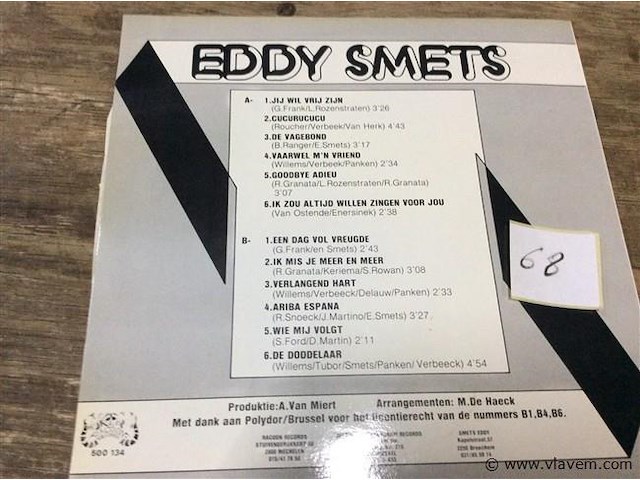 EDDY SMETS
A- 1.JIJ WIL VRIJ ZIJN
(G.Frank/L.Rozenstraten) 3'26
2.CUCURUCUCU
(Roucher/Verbeek/Van Herk) 4'43
3.DE VAGEBOND
(B.Ranger/E.Smets) 3'17
4.VAARWEL M'N VRIEND
(Willems/Verbeek/Panken) 2'34
5.GOODBYE ADIEU
(R.Granata/L.Rozenstraten/R.Granata)
3'07
6.IK ZOU ALTIJD WILLEN ZINGEN VOOR JOU
(Van Ostende/Enersinek) 2'38
B- 1.EEN DAG VOL VREUGDE
(G.Frank/en Smets) 2'43
2.IK MIS JE MEER EN MEER
(R.Granata/Keriema/S.Rowan) 3'08
3.VERLANGEND HART
(Willems/Verbeeck/Delauw/Panken) 2'33
4.ARIBA ESPANA
(R.Snoeck/J.Martino/E.Smets) 3'27
5.WIE MIJ VOLGT
(S.Ford/D.Martin) 2'11
6.DE DOODELAAR
(Willems/Tubor/Smets/Panken/ Verbeeck) 4'54
68
Produktie:A.Van Miert Arrangementen: M.De Haeck
Met dank aan Polydor/Brussel voor het licentierecht van de nummers B1,B4,B6.
500 134
RACOON RECORDS
SMETS EDDY
© www.vlavem.com